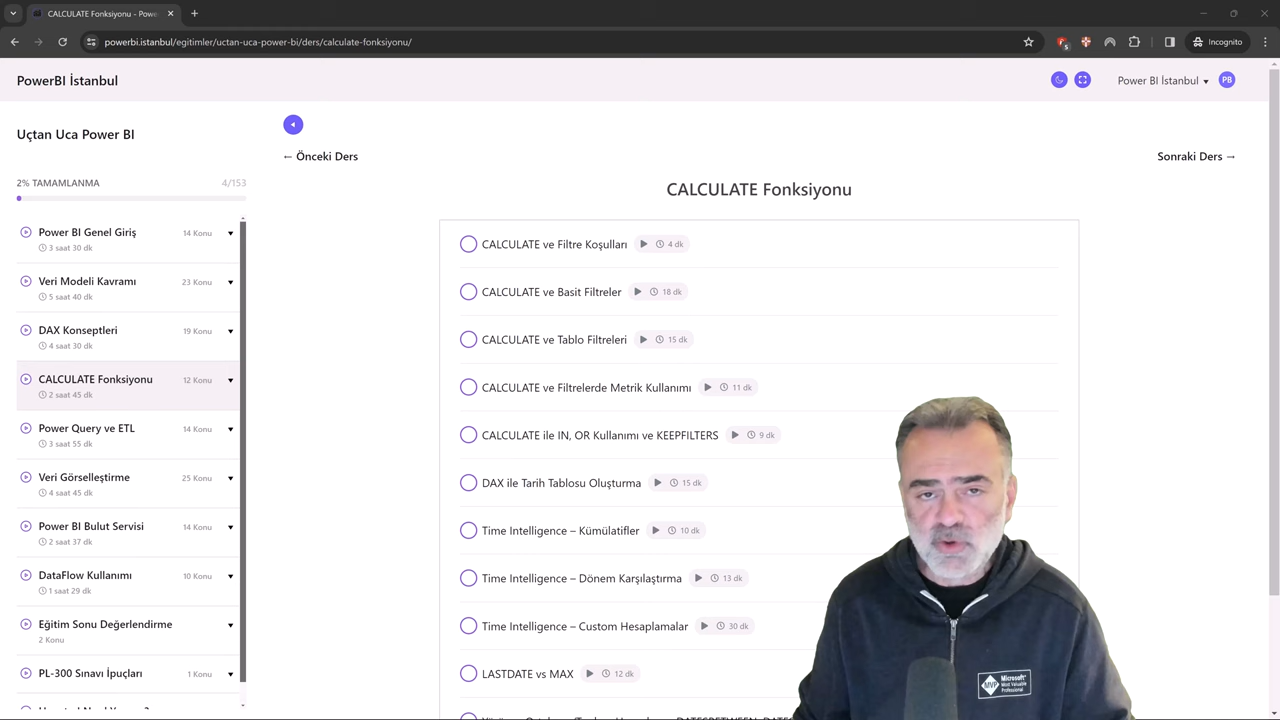 CALCULATE Fonksiyonu - Powe
powerbi.istanbul/egitimler/uctan-uca-power-bi/ders/calculate-fonksiyonu/
Incognito
PowerBI İstanbul
Power BI İstanbul
PB
Uçtan Uca Power BI
2% TAMAMLANMA
4/153
Power BI Genel Giriş
14 Konu
3 saat 30 dk
Veri Modeli Kavramı
23 Konu
5 saat 40 dk
DAX Konseptleri
19 Konu
4 saat 30 dk
CALCULATE Fonksiyonu
12 Konu
2 saat 45 dk
Power Query ve ETL
14 Konu
3 saat 55 dk
Veri Görselleştirme
25 Konu
4 saat 45 dk
Power BI Bulut Servisi
14 Konu
2 saat 37 dk
DataFlow Kullanımı
10 Konu
1 saat 29 dk
Eğitim Sonu Değerlendirme
2 Konu
PL-300 Sınavı İpuçları
1 Konu
← Önceki Ders
Sonraki Ders →
CALCULATE Fonksiyonu
CALCULATE ve Filtre Koşulları 4 dk
CALCULATE ve Basit Filtreler 18 dk
CALCULATE ve Tablo Filtreleri 15 dk
CALCULATE ve Filtrelerde Metrik Kullanımı 11 dk
CALCULATE ile IN, OR Kullanımı ve KEEPFILTERS 9 dk
DAX ile Tarih Tablosu Oluşturma 15 dk
Time Intelligence – Kümülatifler 10 dk
Time Intelligence – Dönem Karşılaştırma 13 dk
Time Intelligence – Custom Hesaplamalar 30 dk
LASTDATE vs MAX 12 dk
Microsoft
MVP
Most Valuable
Professional